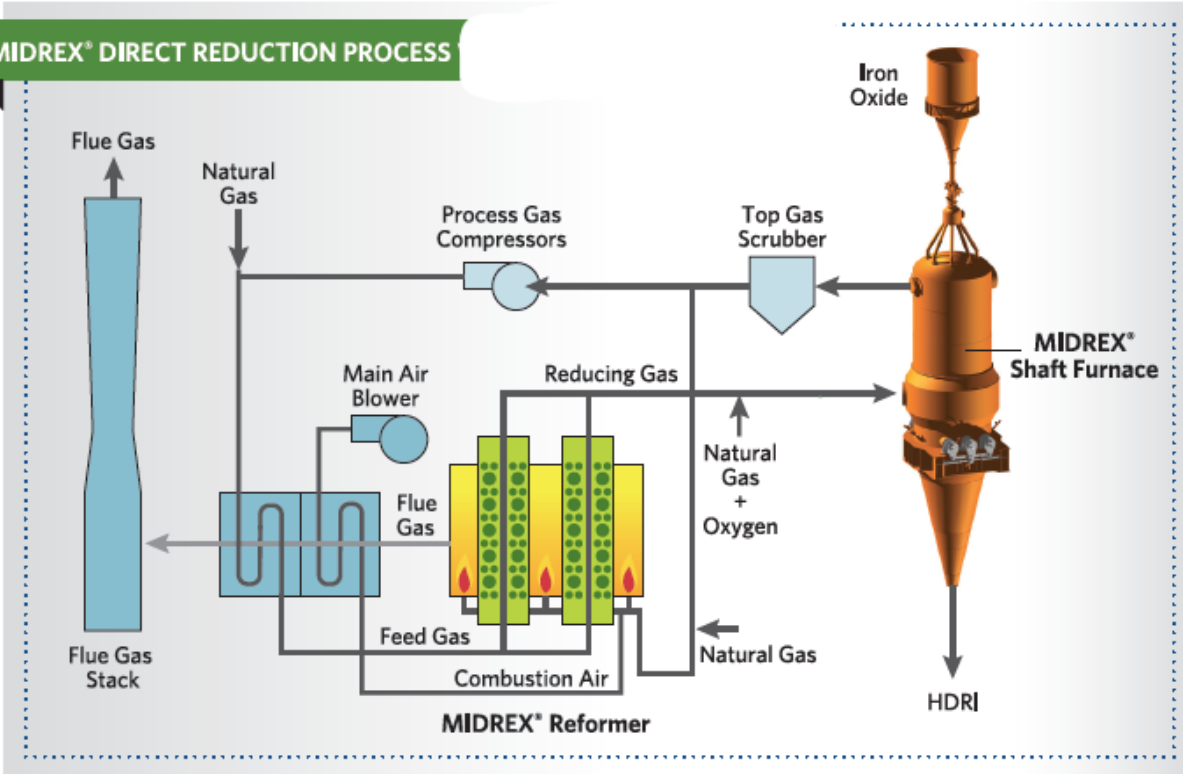 MIDREX® DIRECT REDUCTION PROCESS
Iron
Oxide
Flue Gas
Natural
Gas
Process Gas
Compressors
Top Gas
Scrubber
MIDREX®
Shaft Furnace
Main Air
Blower
Reducing Gas
Natural
Gas
+
Oxygen
Flue
Gas
Feed Gas
Natural Gas
Combustion Air
Flue Gas
Stack
HDRI
MIDREX® Reformer